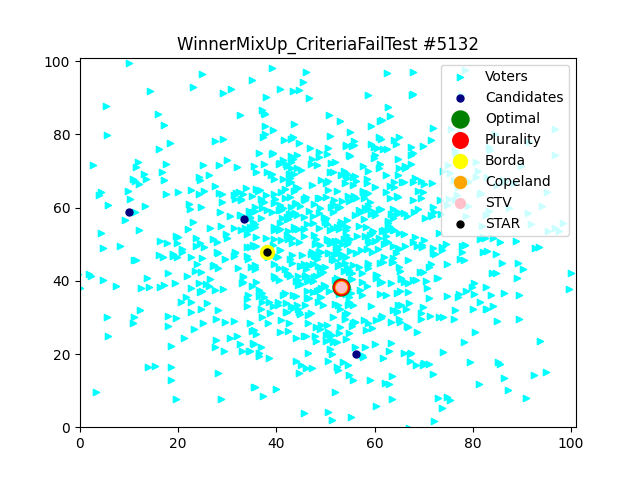 WinnerMixUp_CriteriaFailTest #5132
Voters
Candidates
Optimal
Plurality
Borda
Copeland
STV
STAR
100
80
60
40
20
0
0 20 40 60 80 100